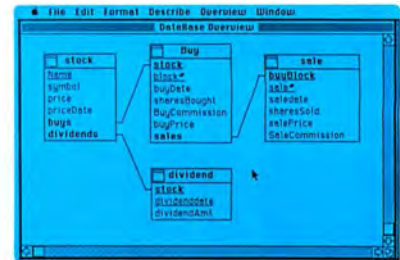 File Edit Format Describe Overview Window
DataBase Overview
stock
Name
symbol
price
priceDate
buys
dividends
Buy
stock
block#
buyDate
sharesBought
BuyCommission
buyPrice
sales
sale
buyBlock
sale#
saledate
sharesSold
salePrice
SaleCommission
dividend
stock
dividenddate
dividendAmt